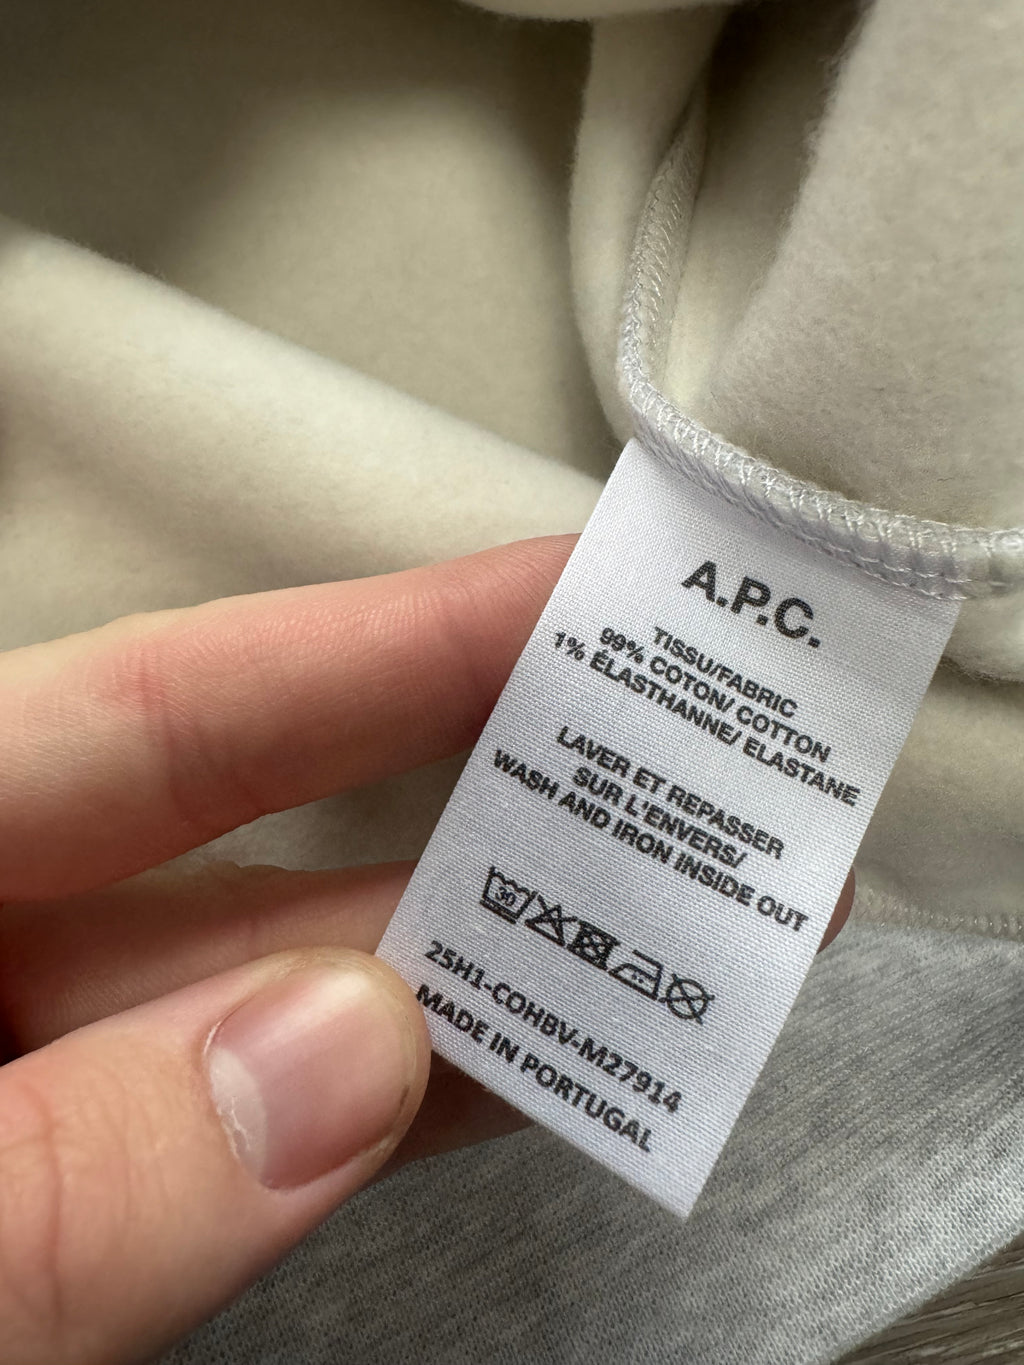 A.P.C.
TISSU/FABRIC
99% COTON/ COTTON
1% ÉLASTHANNE/ ELASTANE
LAVER ET REPASSER
SUR L'ENVERS/
WASH AND IRON INSIDE OUT
30
25H1-COHBV-M27914
MADE IN PORTUGAL